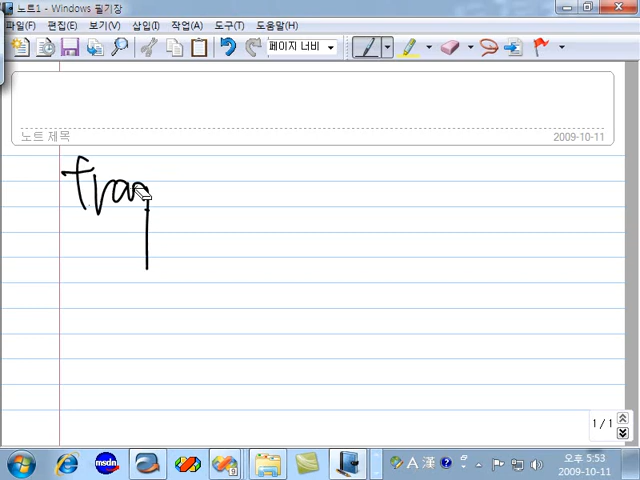 노트1 - Windows 필기장
파일(F) 편집(E) 보기(V) 삽입(I) 작업(A) 도구(T) 도움말(H)
페이지 너비
노트 제목 2009-10-11
1 / 1
msdn A 漢 오후 5:53
2009-10-11